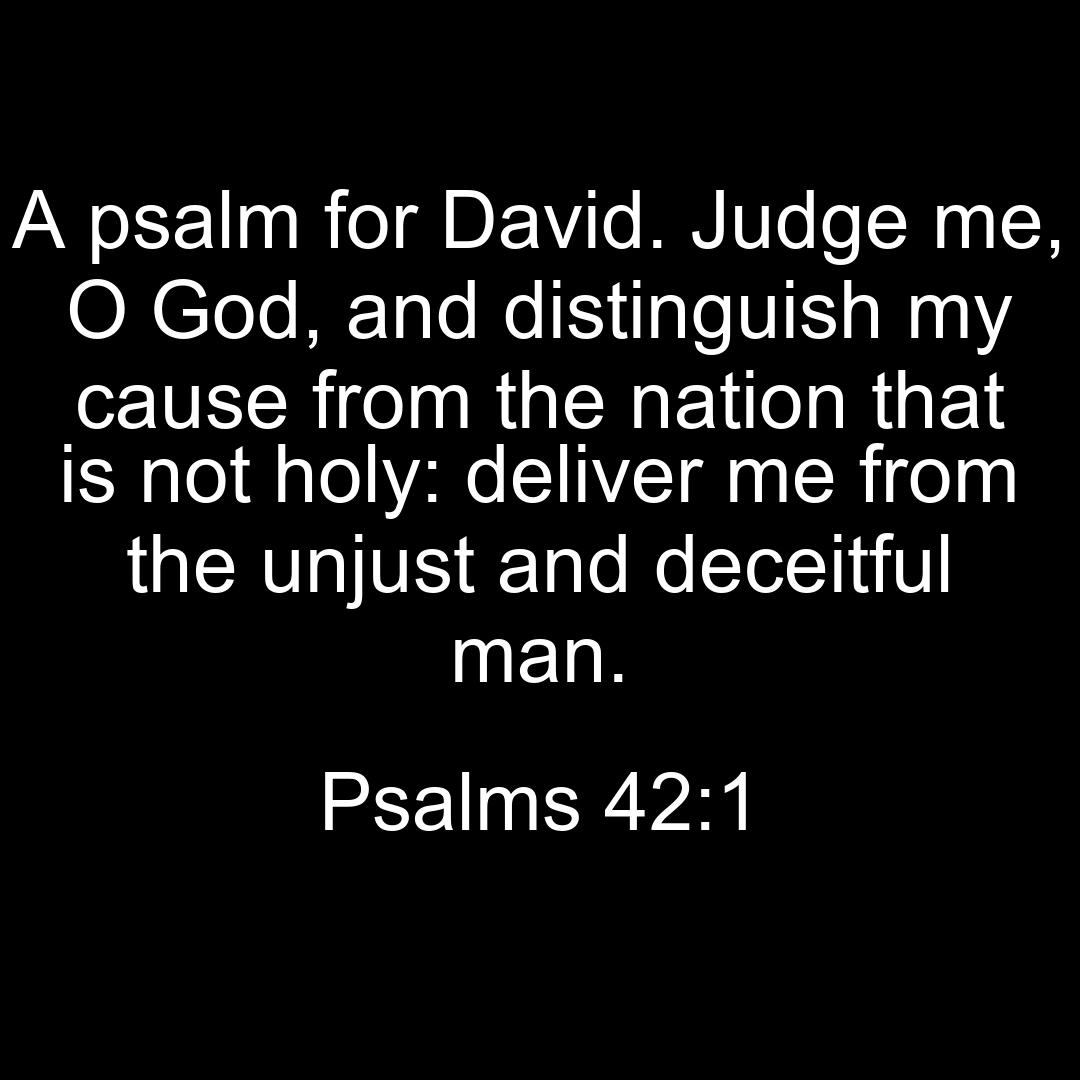 A psalm for David. Judge me,
O God, and distinguish my
cause from the nation that
is not holy: deliver me from
the unjust and deceitful
man.
Psalms 42:1